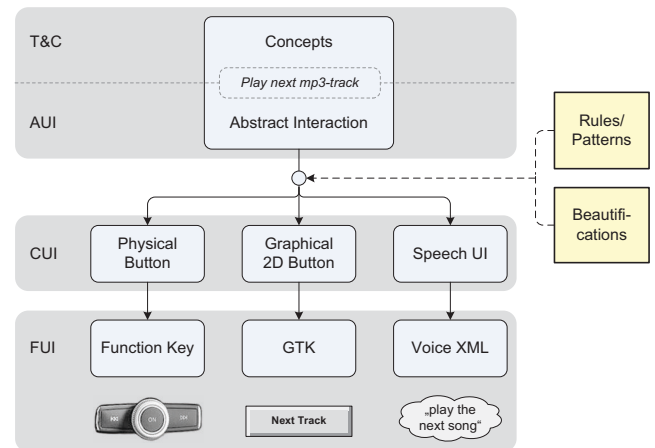 T&C
Concepts
Play next mp3-track
AUI
Abstract Interaction
Rules/
Patterns
Beautifi-
cations
CUI
Physical
Button
Graphical
2D Button
Speech UI
FUI
Function Key
GTK
Voice XML
ON
Next Track
„play the
next song“